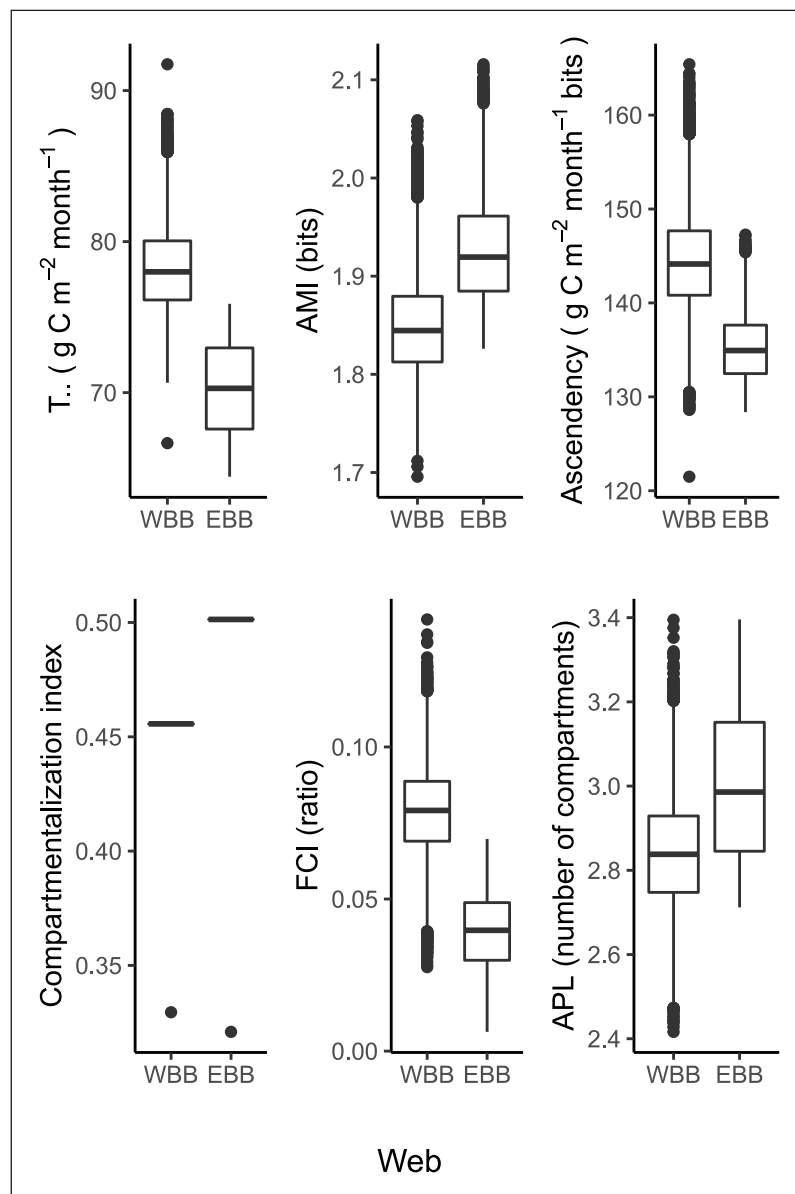 T.. ( g C m⁻² month⁻¹ )
90
80
70
WBB EBB
AMI (bits)
2.1
2.0
1.9
1.8
1.7
WBB EBB
Ascendency ( g C m⁻² month⁻¹ bits )
160
150
140
130
120
WBB EBB
Compartmentalization index
0.50
0.45
0.40
0.35
WBB EBB
FCI (ratio)
0.10
0.05
0.00
WBB EBB
APL (number of compartments)
3.4
3.2
3.0
2.8
2.6
2.4
WBB EBB
Web